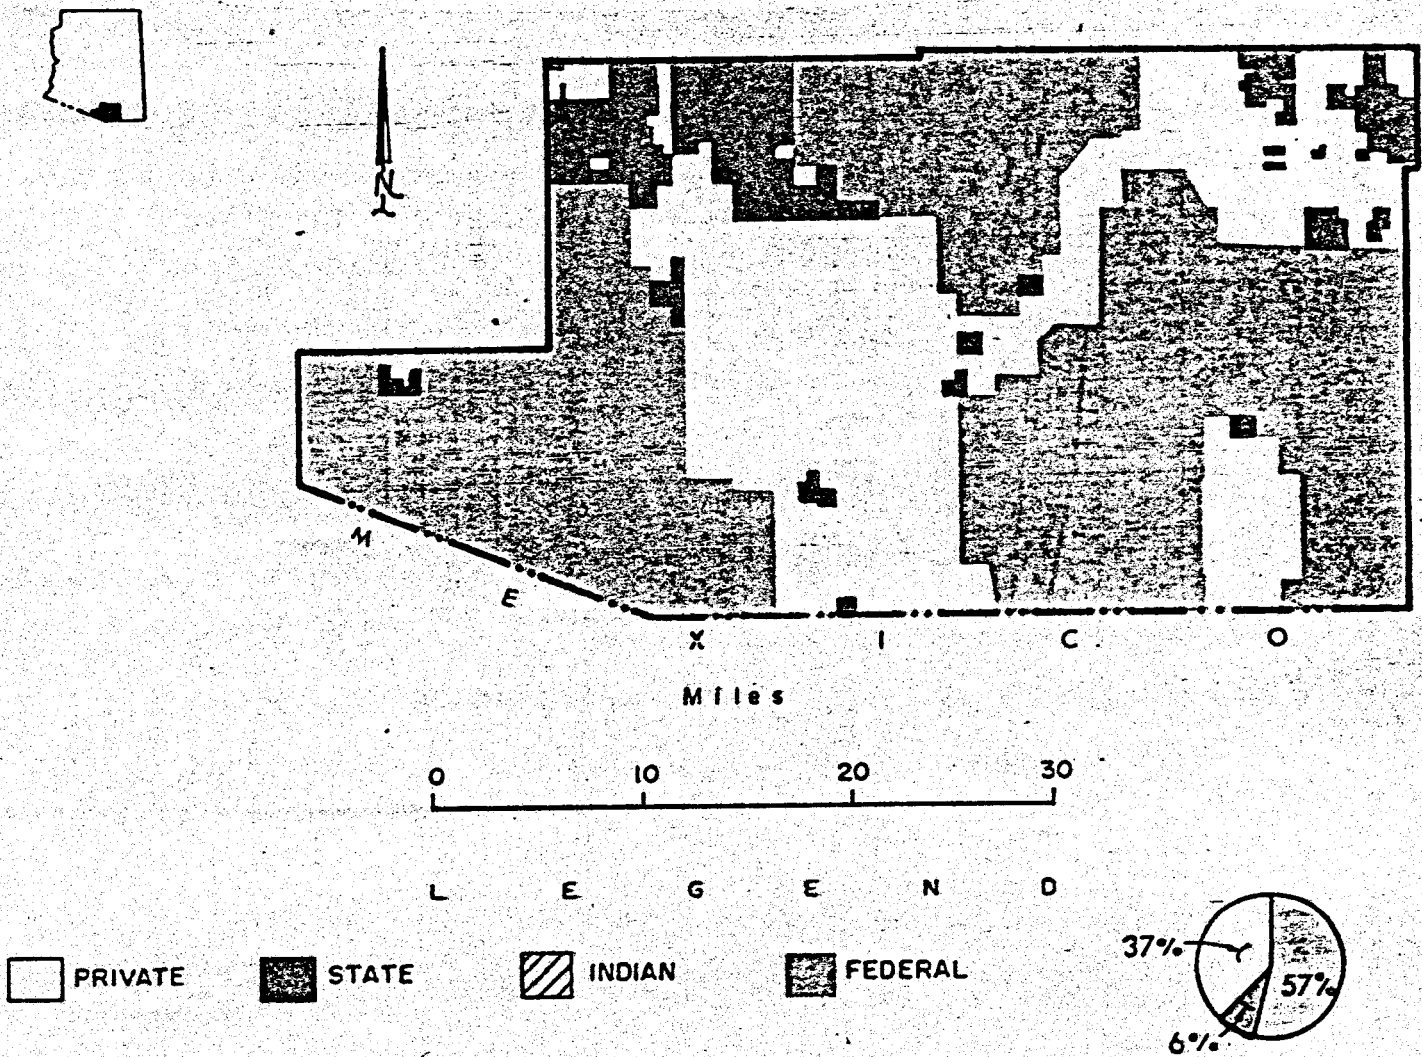 N
M
E
X I C O
Miles
0 10 20 30
L E G E N D
PRIVATE STATE INDIAN FEDERAL
37%
57%
6%